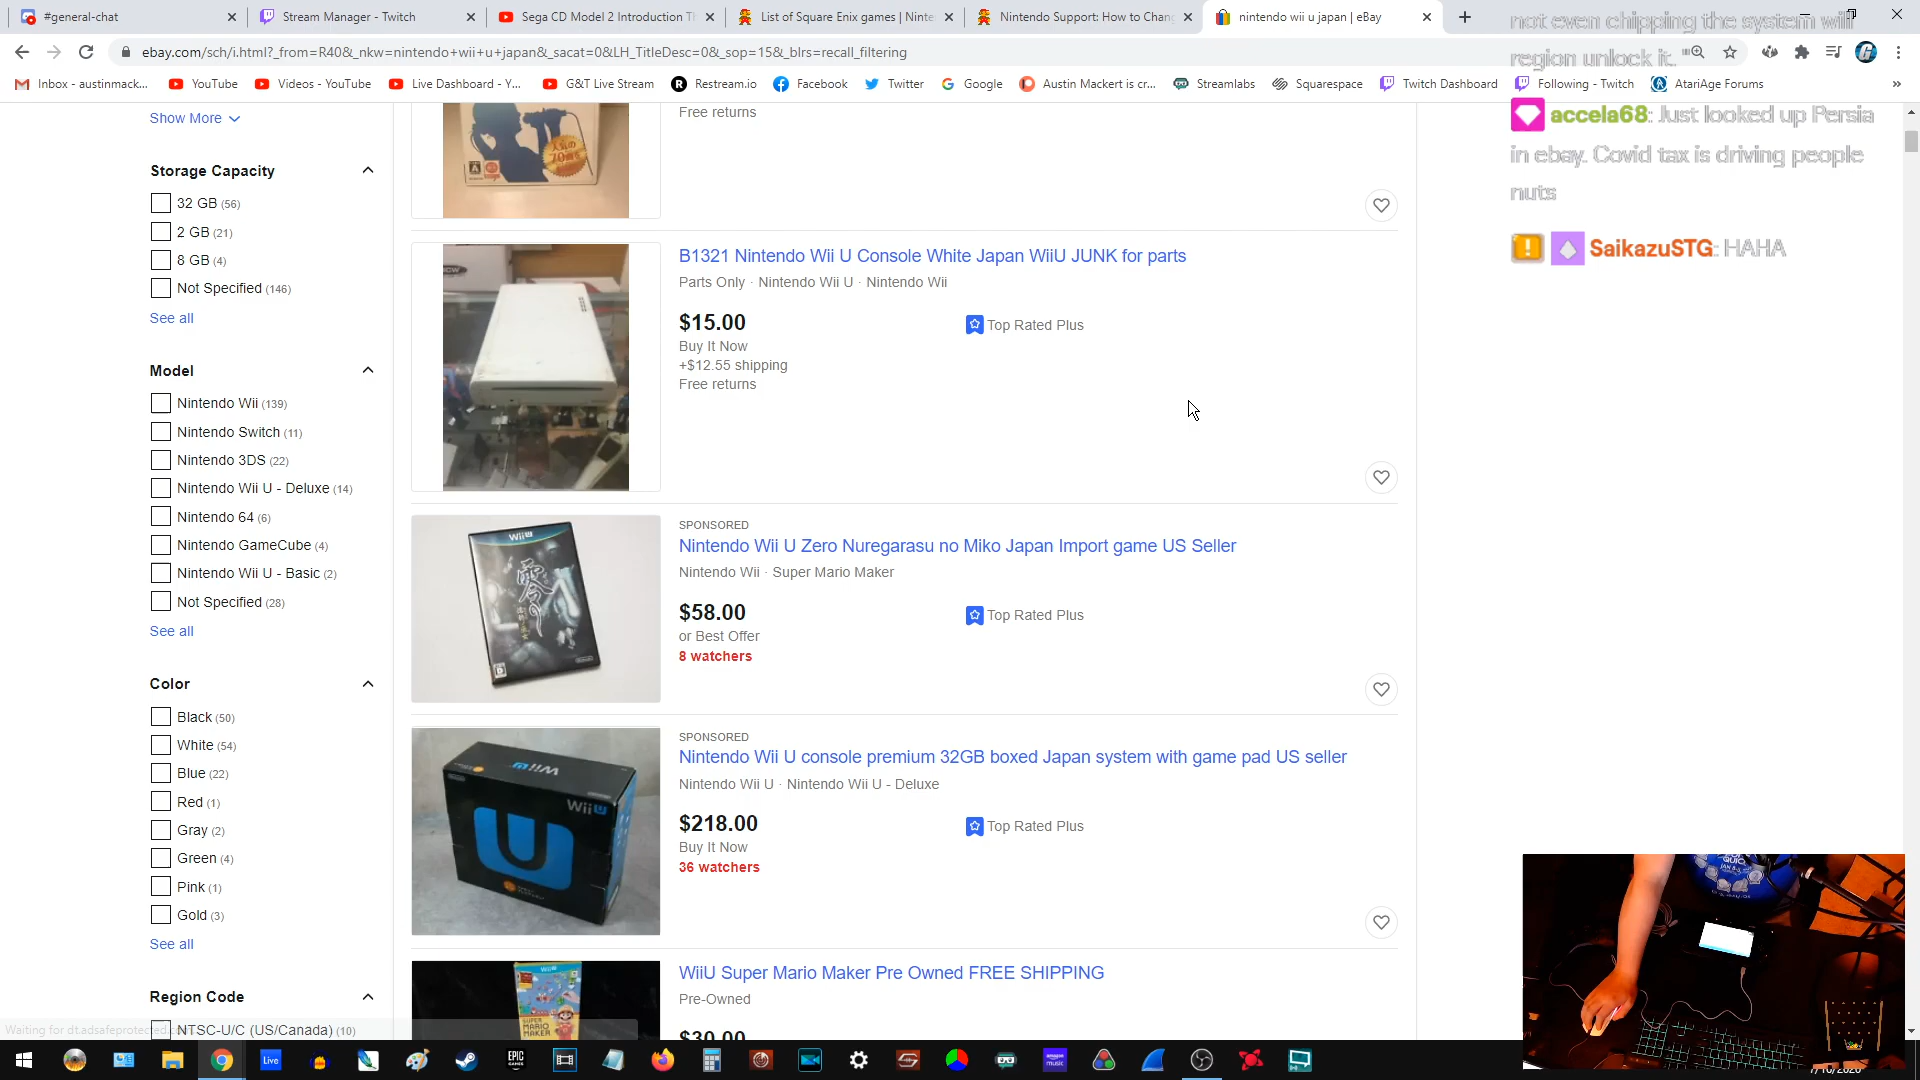 #general-chat
Stream Manager - Twitch
Sega CD Model 2 Introduction T
List of Square Enix games | Ninte
Nintendo Support: How to Chan
nintendo wii u japan | eBay
ebay.com/sch/i.html?_from=R40&_nkw=nintendo+wii+u+japan&_sacat=0&LH_TitleDesc=0&_sop=15&_blrs=recall_filtering
Inbox - austinmack...
YouTube
Videos - YouTube
Live Dashboard - Y...
G&T Live Stream
Restream.io
Facebook
Twitter
Google
Austin Mackert is cr...
Streamlabs
Squarespace
Twitch Dashboard
Following - Twitch
AtariAge Forums
»
not even chipping the system will
region unlock it.
accela68: Just looked up Persia
in ebay. Covid tax is driving people
nuts
SaikazuSTG: HAHA
Show More
Storage Capacity
32 GB (56)
2 GB (21)
8 GB (4)
Not Specified (146)
See all
Model
Nintendo Wii (139)
Nintendo Switch (11)
Nintendo 3DS (22)
Nintendo Wii U - Deluxe (14)
Nintendo 64 (6)
Nintendo GameCube (4)
Nintendo Wii U - Basic (2)
Not Specified (28)
See all
Color
Black (50)
White (54)
Blue (22)
Red (1)
Gray (2)
Green (4)
Pink (1)
Gold (3)
See all
Region Code
NTSC-U/C (US/Canada) (10)
Free returns
B1321 Nintendo Wii U Console White Japan WiiU JUNK for parts
Parts Only · Nintendo Wii U · Nintendo Wii
$15.00
Top Rated Plus
Buy It Now
+$12.55 shipping
Free returns
SPONSORED
Nintendo Wii U Zero Nuregarasu no Miko Japan Import game US Seller
Nintendo Wii · Super Mario Maker
$58.00
Top Rated Plus
or Best Offer
8 watchers
WiiU
SPONSORED
Nintendo Wii U console premium 32GB boxed Japan system with game pad US seller
Nintendo Wii U · Nintendo Wii U - Deluxe
$218.00
Top Rated Plus
Buy It Now
36 watchers
WiiU
WiiU Super Mario Maker Pre Owned FREE SHIPPING
Pre-Owned
$30.00
SUPER
MARIO
MAKER
Live
EPIC
GAMES
7/10/2020